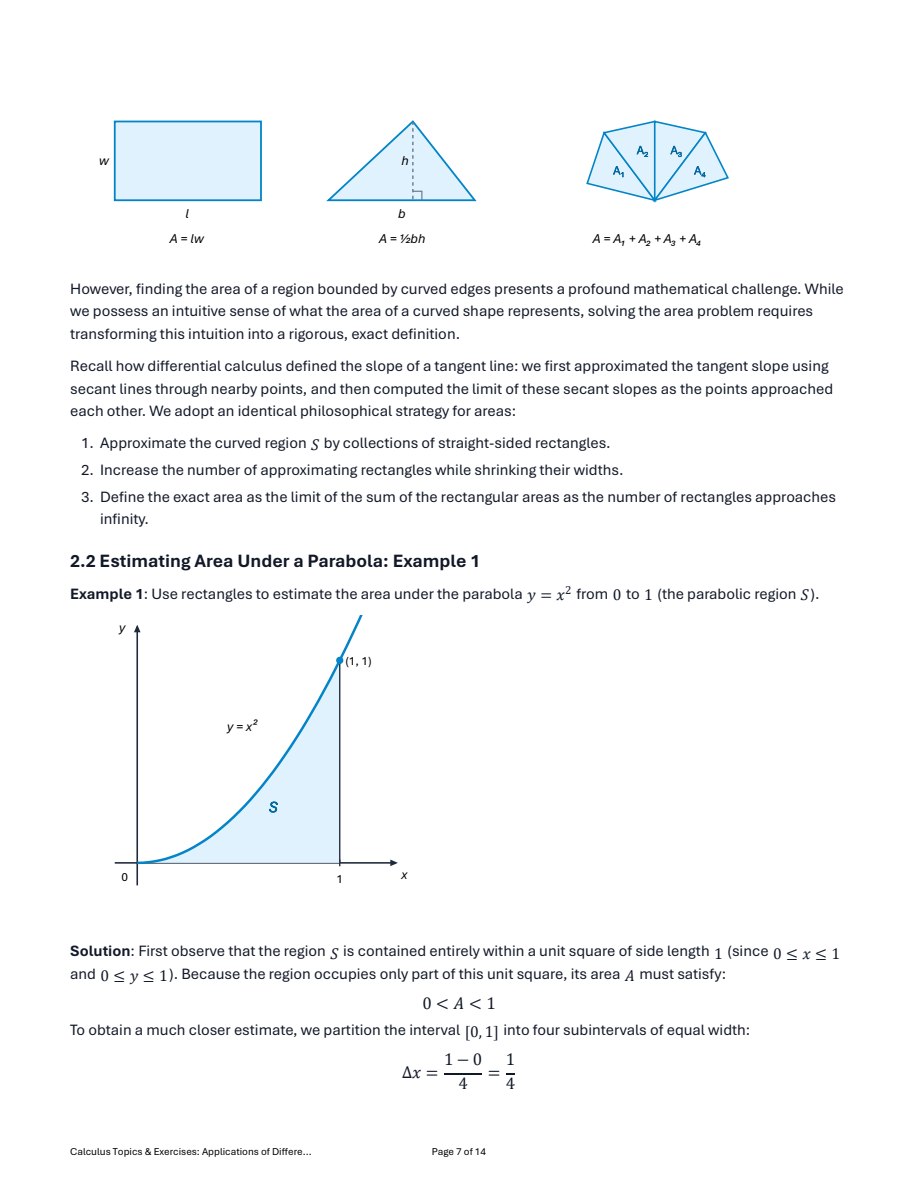 w
h
A₂
A₃
A₁
A₄
l
b
A = lw
A = ½bh
A = A₁ + A₂ + A₃ + A₄
However, finding the area of a region bounded by curved edges presents a profound mathematical challenge. While
we possess an intuitive sense of what the area of a curved shape represents, solving the area problem requires
transforming this intuition into a rigorous, exact definition.
Recall how differential calculus defined the slope of a tangent line: we first approximated the tangent slope using
secant lines through nearby points, and then computed the limit of these secant slopes as the points approached
each other. We adopt an identical philosophical strategy for areas:
1. Approximate the curved region S by collections of straight-sided rectangles.
2. Increase the number of approximating rectangles while shrinking their widths.
3. Define the exact area as the limit of the sum of the rectangular areas as the number of rectangles approaches
infinity.
2.2 Estimating Area Under a Parabola: Example 1
Example 1: Use rectangles to estimate the area under the parabola y = x² from 0 to 1 (the parabolic region S).
y
(1, 1)
y = x²
S
0
1
x
Solution: First observe that the region S is contained entirely within a unit square of side length 1 (since 0 ≤ x ≤ 1
and 0 ≤ y ≤ 1). Because the region occupies only part of this unit square, its area A must satisfy:
0 < A < 1
To obtain a much closer estimate, we partition the interval [0, 1] into four subintervals of equal width:
Δx = (1 − 0)/4 = 1/4
Calculus Topics & Exercises: Applications of Differe...
Page 7 of 14